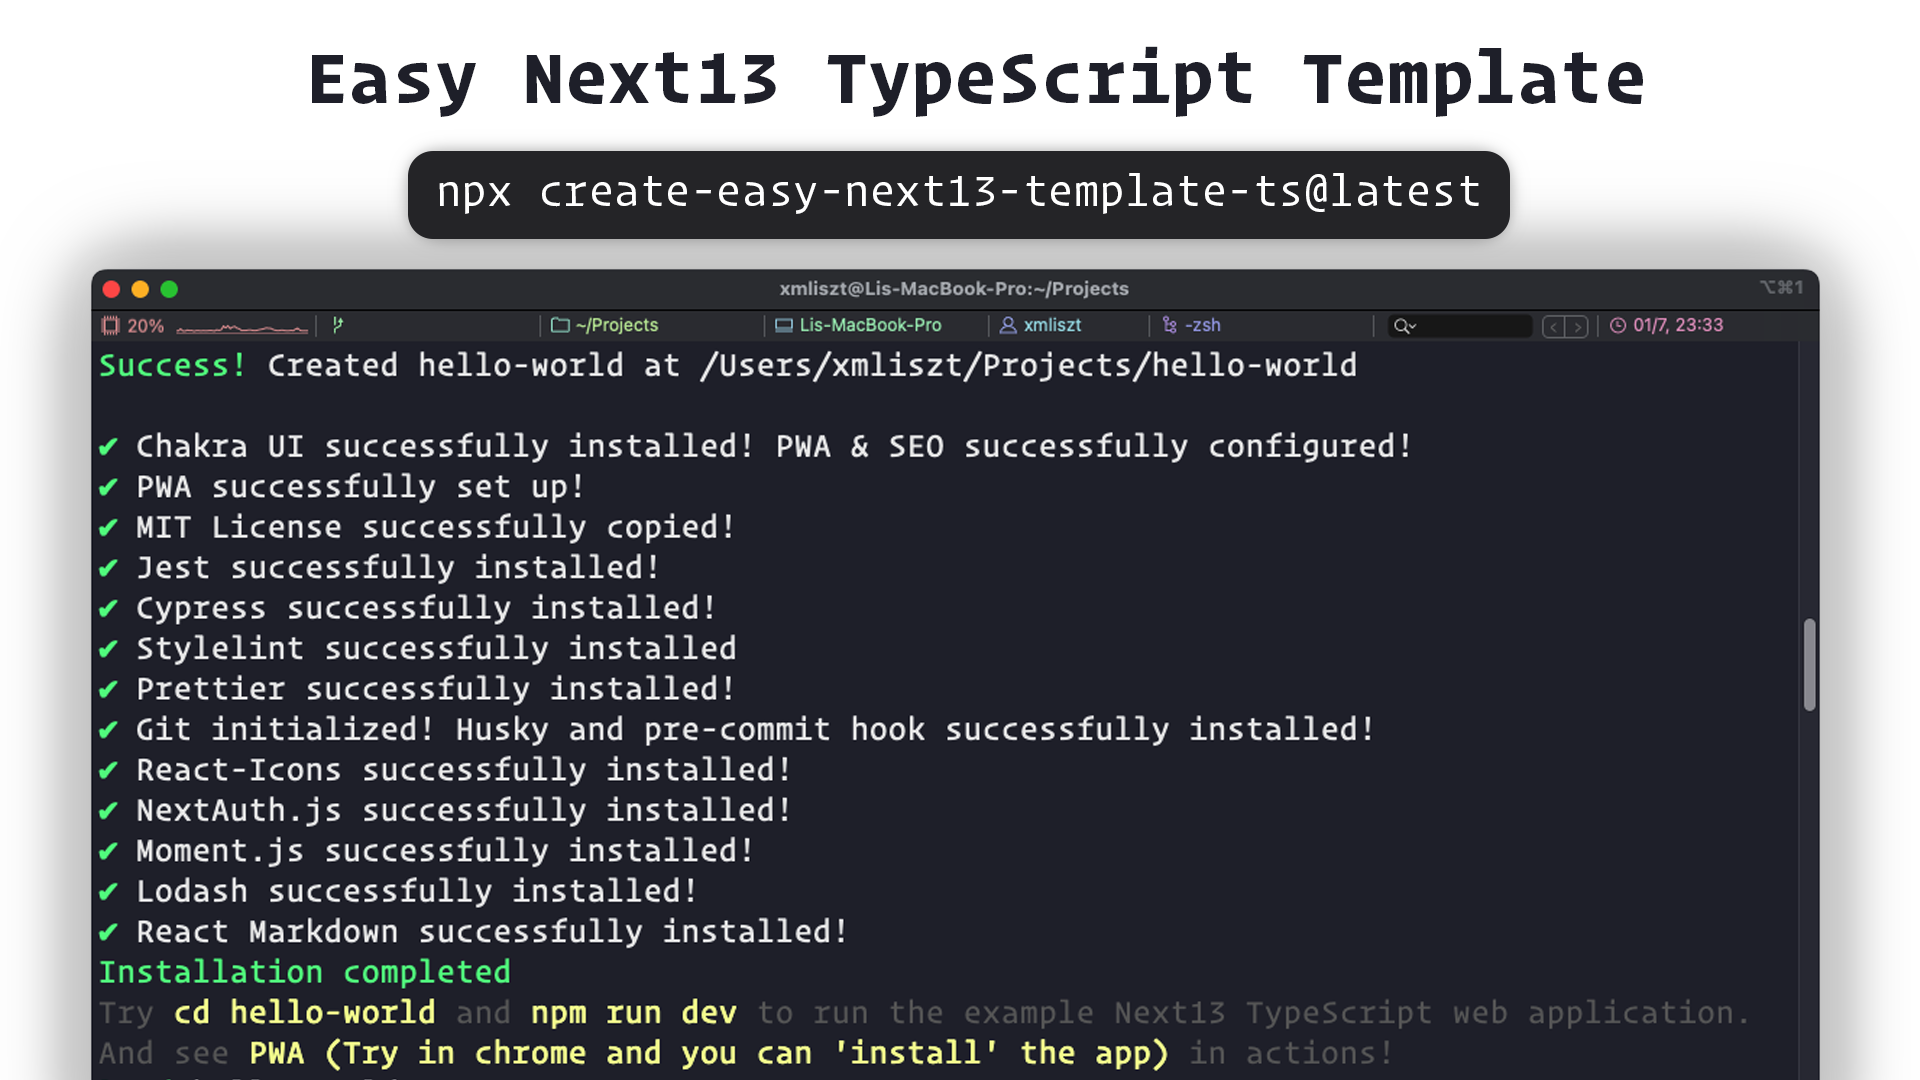 Easy Next13 TypeScript Template
npx create-easy-next13-template-ts@latest
xmliszt@Lis-MacBook-Pro:~/Projects
⌥⌘1
20%
~/Projects
Lis-MacBook-Pro
xmliszt
-zsh
01/7, 23:33
Success! Created hello-world at /Users/xmliszt/Projects/hello-world
✔ Chakra UI successfully installed! PWA & SEO successfully configured!
✔ PWA successfully set up!
✔ MIT License successfully copied!
✔ Jest successfully installed!
✔ Cypress successfully installed!
✔ Stylelint successfully installed
✔ Prettier successfully installed!
✔ Git initialized! Husky and pre-commit hook successfully installed!
✔ React-Icons successfully installed!
✔ NextAuth.js successfully installed!
✔ Moment.js successfully installed!
✔ Lodash successfully installed!
✔ React Markdown successfully installed!
Installation completed
Try cd hello-world and npm run dev to run the example Next13 TypeScript web application.
And see PWA (Try in chrome and you can 'install' the app) in actions!